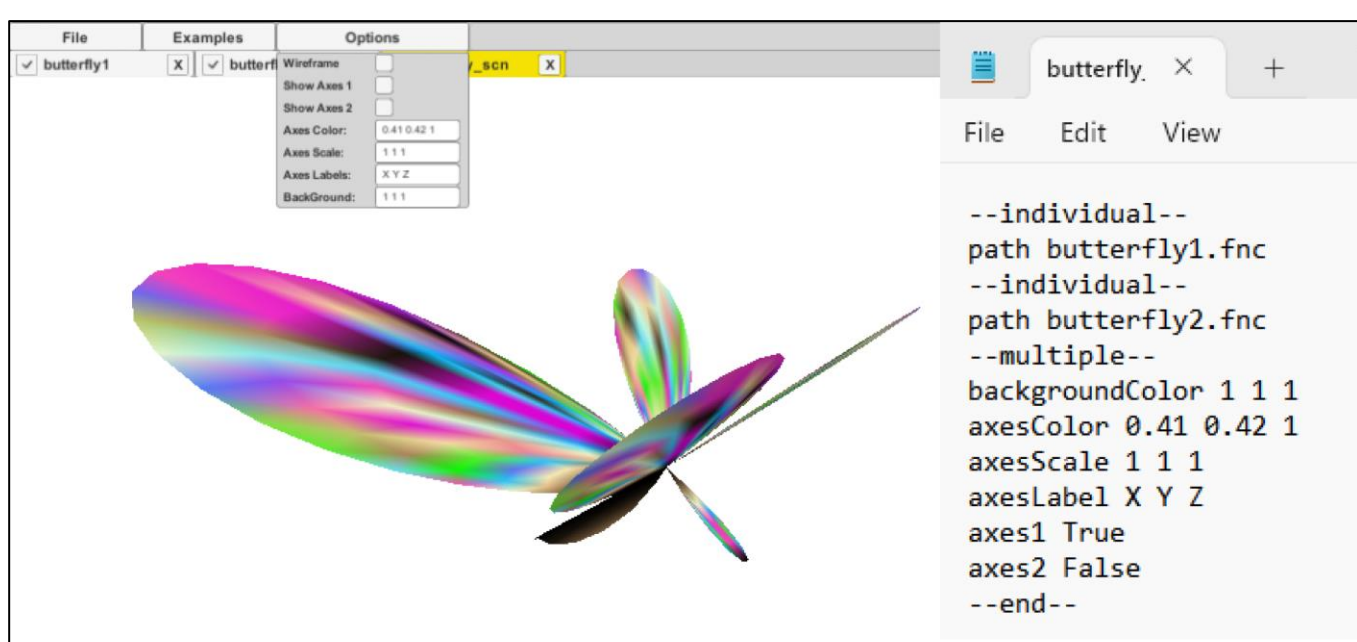 File Examples Options
butterfly1 X butterfl y_scn X
Wireframe
Show Axes 1
Show Axes 2
Axes Color: 0.41 0.42 1
Axes Scale: 1 1 1
Axes Labels: X Y Z
BackGround: 1 1 1
butterfly_
File Edit View
--individual--
path butterfly1.fnc
--individual--
path butterfly2.fnc
--multiple--
backgroundColor 1 1 1
axesColor 0.41 0.42 1
axesScale 1 1 1
axesLabel X Y Z
axes1 True
axes2 False
--end--